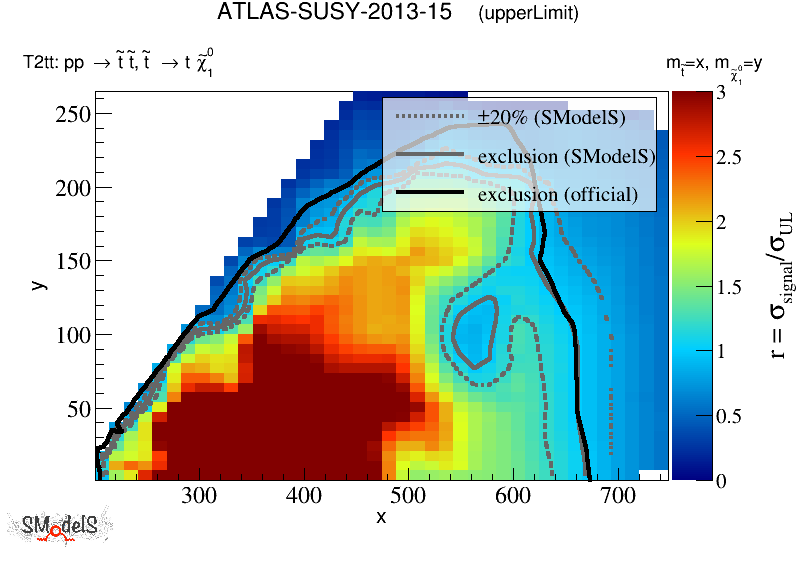 ATLAS-SUSY-2013-15 (upperLimit)
T2tt: pp → t̃ t̃, t̃ → t χ̃₁⁰
m_t̃=x, m_χ̃₁⁰=y
±20% (SModelS)
exclusion (SModelS)
exclusion (official)
250
200
150
100
50
y
300 400 500 600 700
x
3
2.5
2
1.5
1
0.5
0
r = σ_signal/σ_UL
SModelS